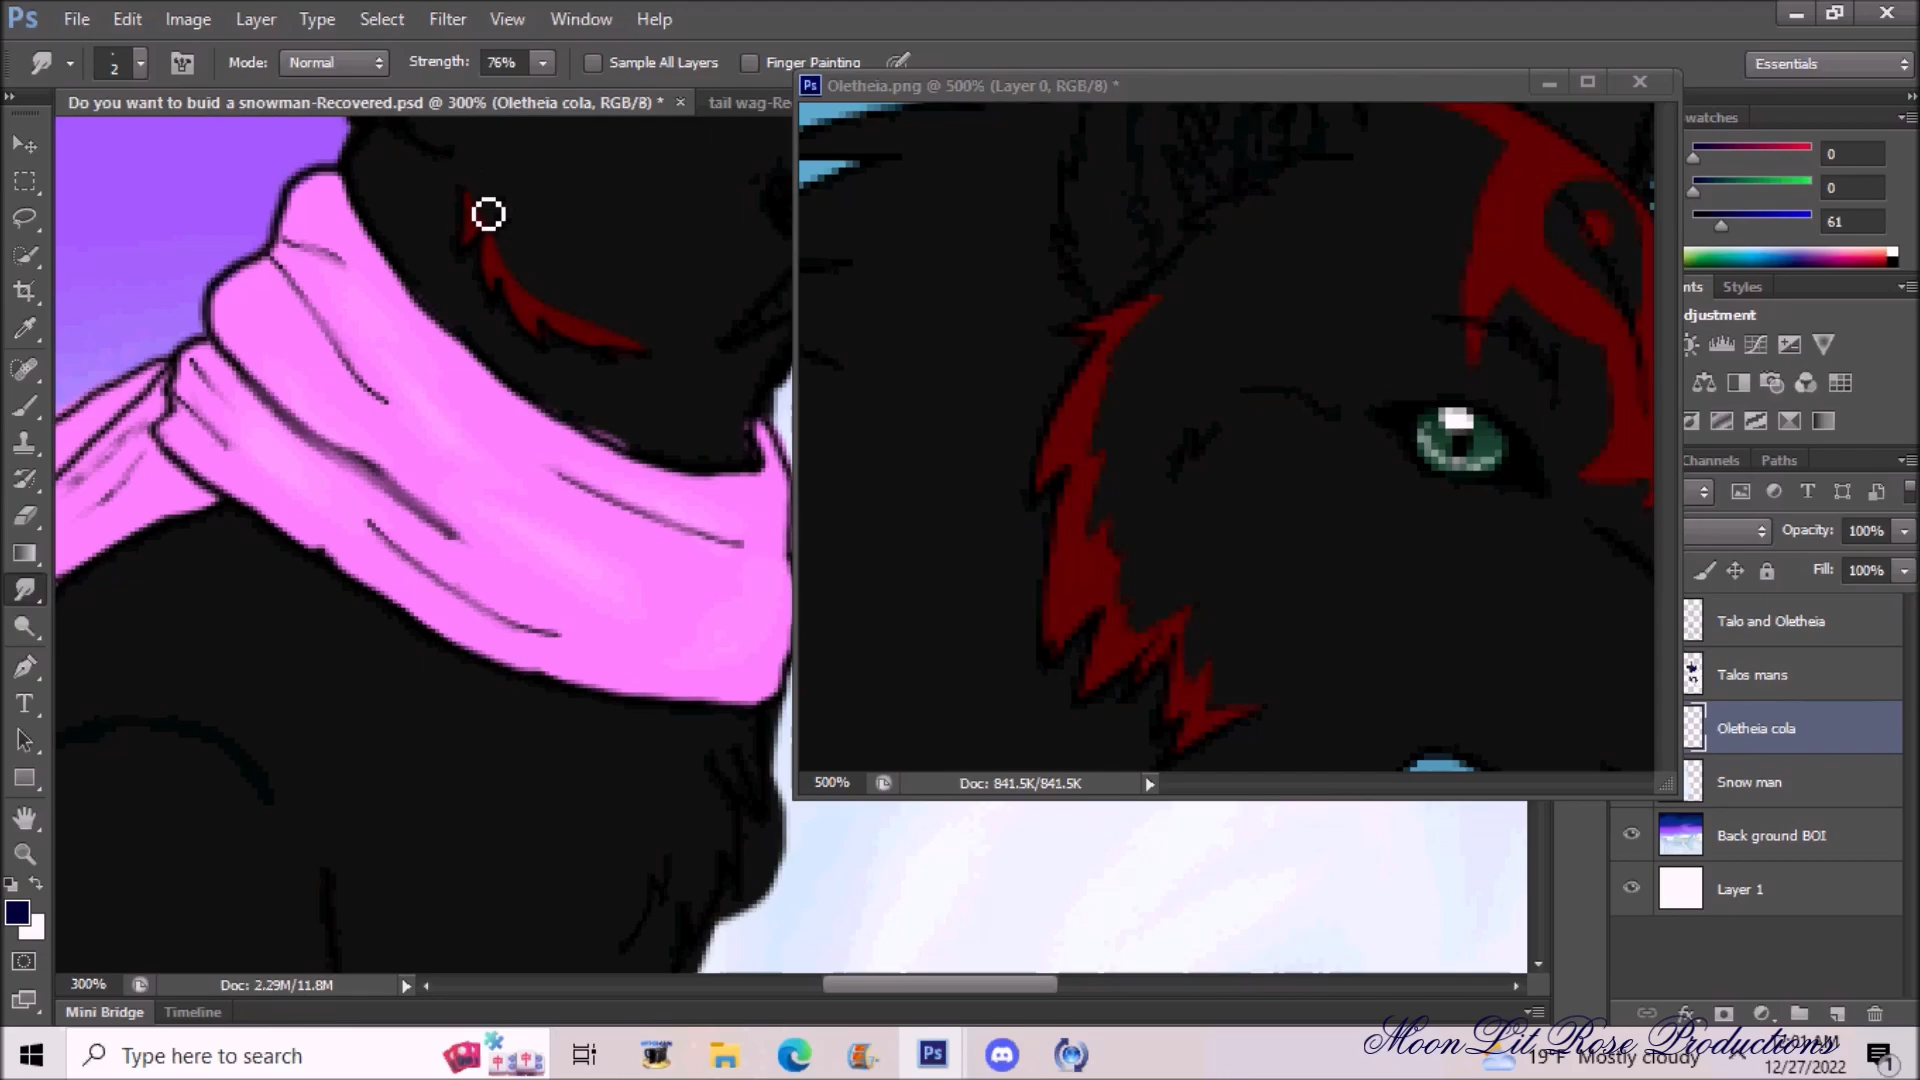 Ps File Edit Image Layer Type Select Filter View Window Help
2 Mode: Normal Strength: 76% Sample All Layers Finger Painting Essentials
Do you want to buid a snowman-Recovered.psd @ 300% (Oletheia cola, RGB/8) * × tail wag-Re
Ps Oletheia.png @ 500% (Layer 0, RGB/8) *
watches
0
0
61
nts Styles
djustment
Channels Paths
Opacity: 100%
Fill: 100%
Talo and Oletheia
Talos mans
Oletheia cola
Snow man
Back ground BOI
Layer 1
500% Doc: 841.5K/841.5K
300% Doc: 2.29M/11.8M
Mini Bridge Timeline
MoonLit Rose Productions
Type here to search
Ps
19°F Mostly cloudy
12/27/2022
1